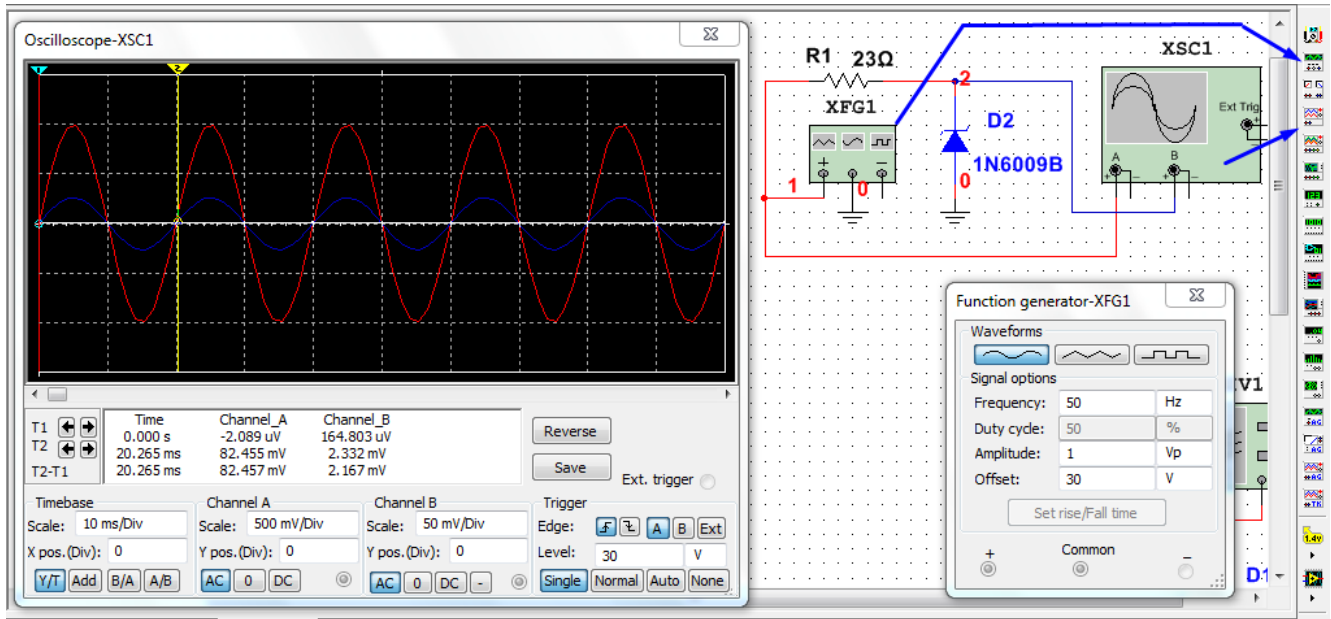 Oscilloscope-XSC1
1
2
T1
T2
T2-T1
Time Channel_A Channel_B
0.000 s -2.089 uV 164.803 uV
20.265 ms 82.455 mV 2.332 mV
20.265 ms 82.457 mV 2.167 mV
Reverse
Save
Ext. trigger
Timebase
Scale: 10 ms/Div
X pos.(Div): 0
Y/T Add B/A A/B
Channel A
Scale: 500 mV/Div
Y pos.(Div): 0
AC 0 DC
Channel B
Scale: 50 mV/Div
Y pos.(Div): 0
AC 0 DC -
Trigger
Edge: A B Ext
Level: 30 V
Single Normal Auto None
R1 23Ω
XFG1
+ −
1
0
2
D2
1N6009B
0
XSC1
Ext Trig
+
−
A B
+ − + −
Function generator-XFG1
Waveforms
Signal options
Frequency: 50 Hz
Duty cycle: 50 %
Amplitude: 1 Vp
Offset: 30 V
Set rise/Fall time
+ Common −
V1
D1
1.4v